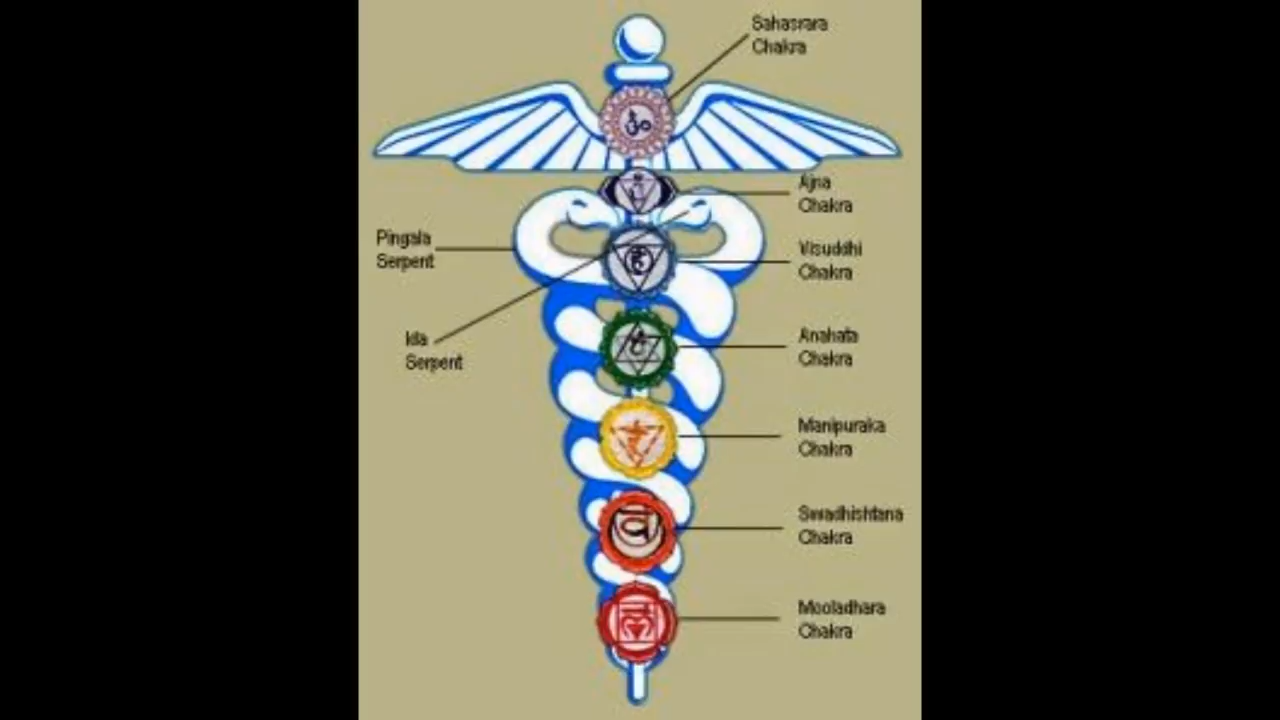 Sahasrara
Chakra
Ajna
Chakra
Pingala
Serpent
Visuddhi
Chakra
Ida
Serpent
Anahata
Chakra
Manipuraka
Chakra
Swadhishtana
Chakra
Mooladhara
Chakra
ॐ